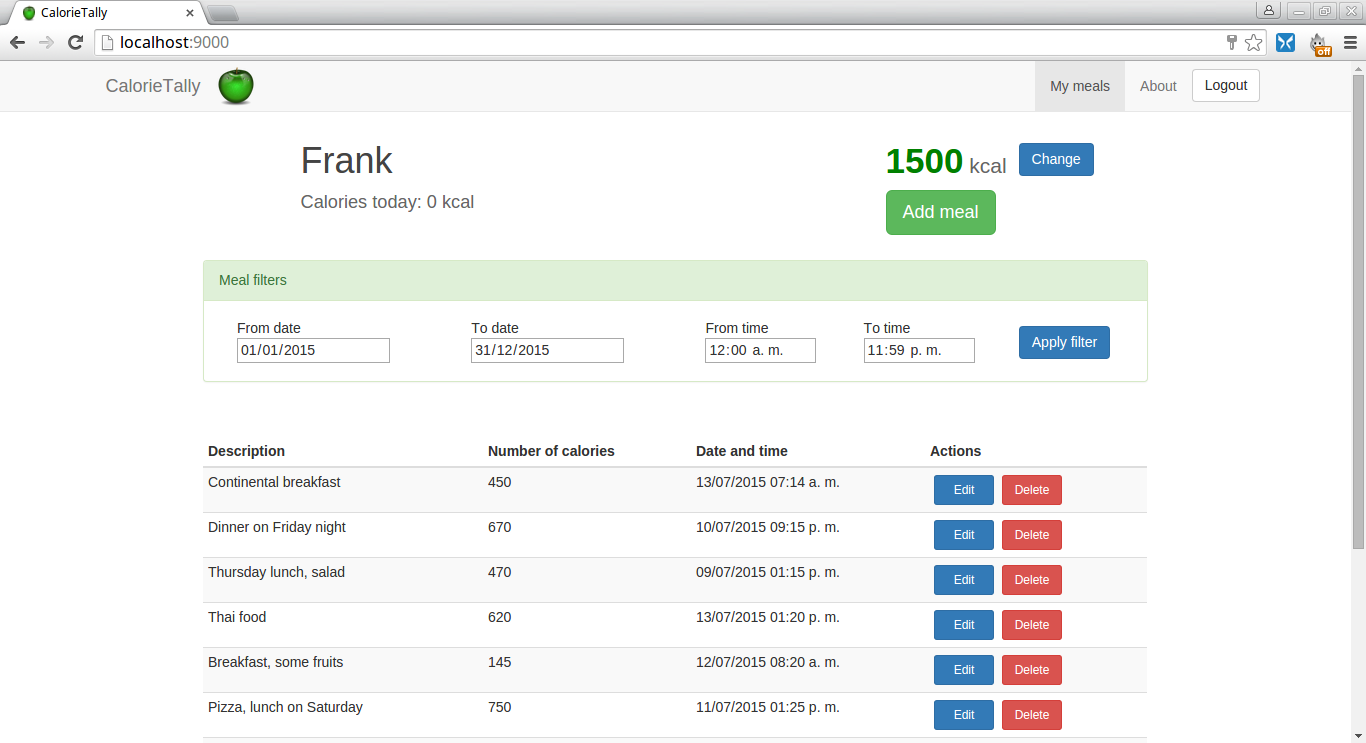 CalorieTally
localhost:9000
off
CalorieTally My meals About Logout
Frank 1500 kcal Change
Calories today: 0 kcal Add meal
Meal filters
From date To date From time To time
01/01/2015 31/12/2015 12:00 a. m. 11:59 p. m. Apply filter
Description Number of calories Date and time Actions
Continental breakfast 450 13/07/2015 07:14 a. m. Edit Delete
Dinner on Friday night 670 10/07/2015 09:15 p. m. Edit Delete
Thursday lunch, salad 470 09/07/2015 01:15 p. m. Edit Delete
Thai food 620 13/07/2015 01:20 p. m. Edit Delete
Breakfast, some fruits 145 12/07/2015 08:20 a. m. Edit Delete
Pizza, lunch on Saturday 750 11/07/2015 01:25 p. m. Edit Delete